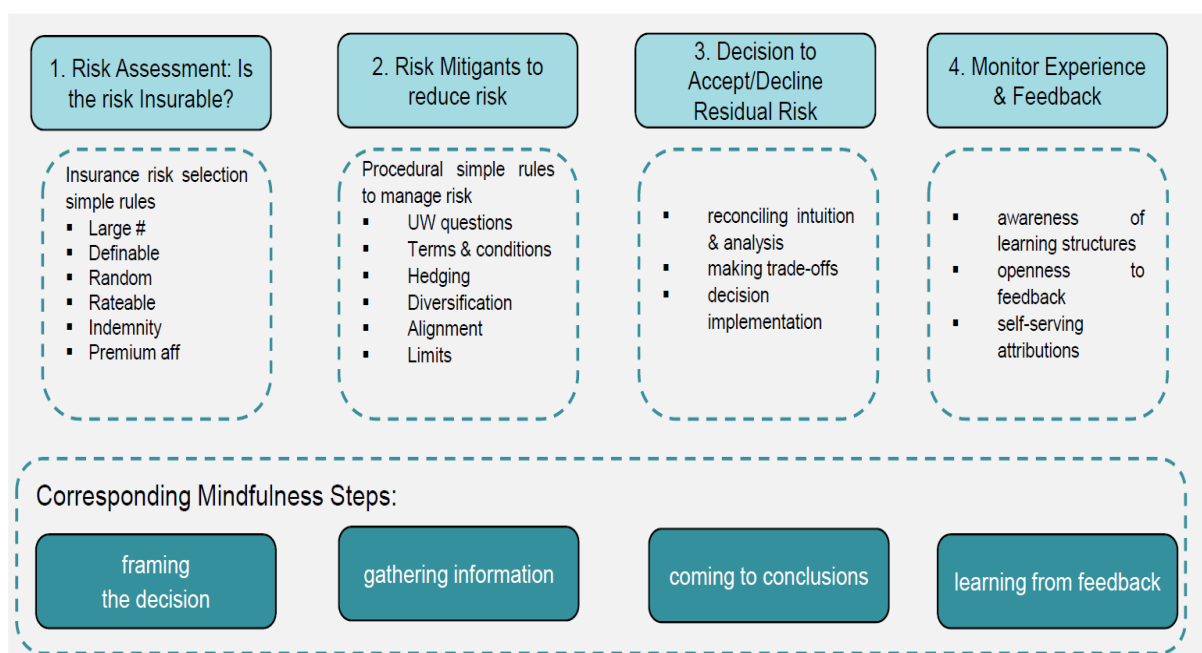 1. Risk Assessment: Is
the risk Insurable?
Insurance risk selection
simple rules
▪ Large #
▪ Definable
▪ Random
▪ Rateable
▪ Indemnity
▪ Premium aff
2. Risk Mitigants to
reduce risk
Procedural simple rules
to manage risk
▪ UW questions
▪ Terms & conditions
▪ Hedging
▪ Diversification
▪ Alignment
▪ Limits
3. Decision to
Accept/Decline
Residual Risk
▪ reconciling intuition
& analysis
▪ making trade-offs
▪ decision
implementation
4. Monitor Experience
& Feedback
▪ awareness of
learning structures
▪ openness to
feedback
▪ self-serving
attributions
Corresponding Mindfulness Steps:
framing
the decision
gathering information
coming to conclusions
learning from feedback